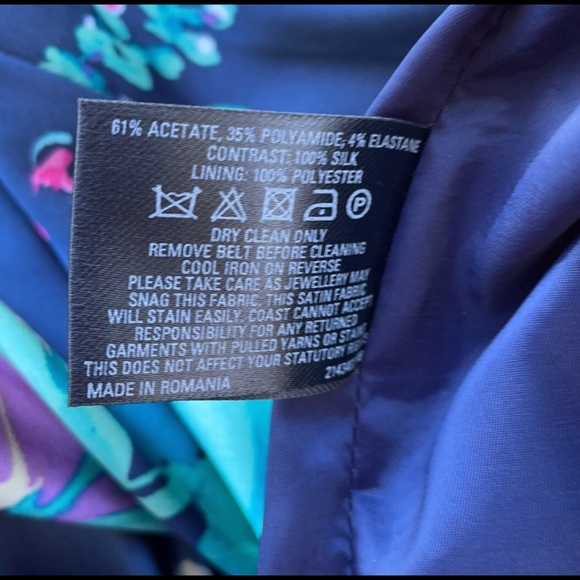 61% ACETATE, 35% POLYAMIDE, 4% ELASTANE
CONTRAST: 100% SILK
LINING: 100% POLYESTER
P
DRY CLEAN ONLY
REMOVE BELT BEFORE CLEANING
COOL IRON ON REVERSE
PLEASE TAKE CARE AS JEWELLERY MAY
SNAG THIS FABRIC. THIS SATIN FABRIC
WILL STAIN EASILY. COAST CANNOT ACCEPT
RESPONSIBILITY FOR ANY RETURNED
GARMENTS WITH PULLED YARNS OR
THIS DOES NOT AFFECT YOUR STATUTORY
MADE IN ROMANIA